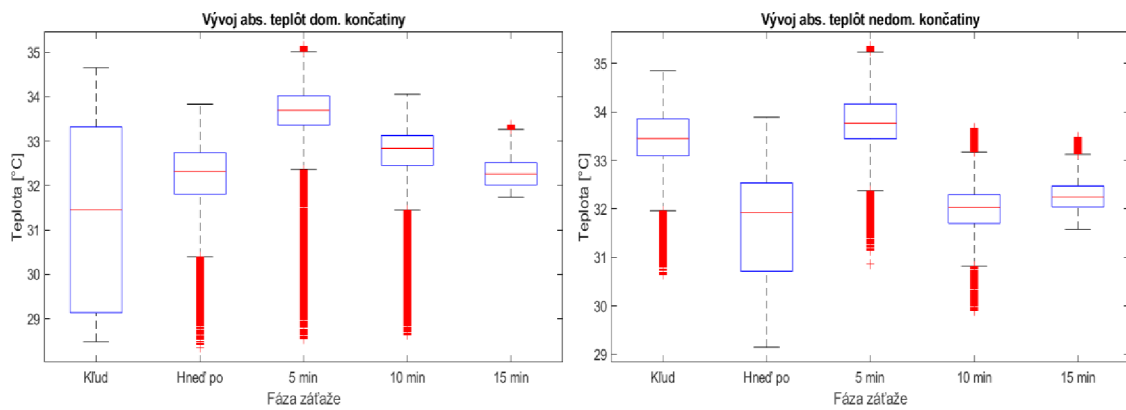 Vývoj abs. teplôt dom. končatiny
35
34
33
32
31
30
29
Teplota [°C]
Kľud Hneď po 5 min 10 min 15 min
Fáza záťaže
Vývoj abs. teplôt nedom. končatiny
35
34
33
32
31
30
29
Teplota [°C]
Kľud Hneď po 5 min 10 min 15 min
Fáza záťaže